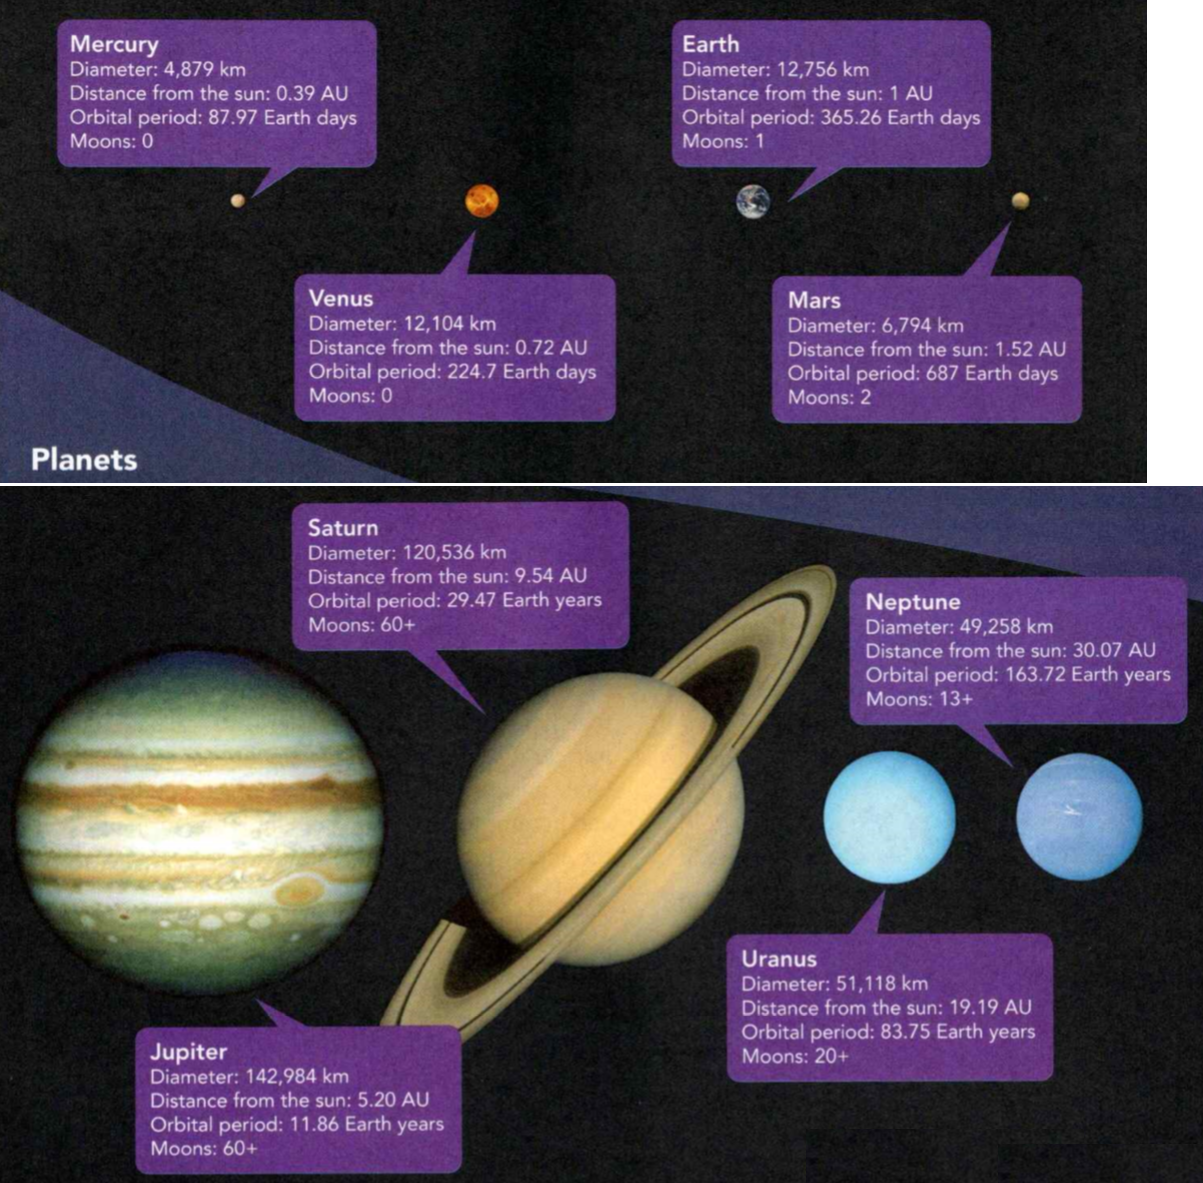 Mercury
Diameter: 4,879 km
Distance from the sun: 0.39 AU
Orbital period: 87.97 Earth days
Moons: 0
Earth
Diameter: 12,756 km
Distance from the sun: 1 AU
Orbital period: 365.26 Earth days
Moons: 1
Venus
Diameter: 12,104 km
Distance from the sun: 0.72 AU
Orbital period: 224.7 Earth days
Moons: 0
Mars
Diameter: 6,794 km
Distance from the sun: 1.52 AU
Orbital period: 687 Earth days
Moons: 2
Planets
Saturn
Diameter: 120,536 km
Distance from the sun: 9.54 AU
Orbital period: 29.47 Earth years
Moons: 60+
Neptune
Diameter: 49,258 km
Distance from the sun: 30.07 AU
Orbital period: 163.72 Earth years
Moons: 13+
Uranus
Diameter: 51,118 km
Distance from the sun: 19.19 AU
Orbital period: 83.75 Earth years
Moons: 20+
Jupiter
Diameter: 142,984 km
Distance from the sun: 5.20 AU
Orbital period: 11.86 Earth years
Moons: 60+